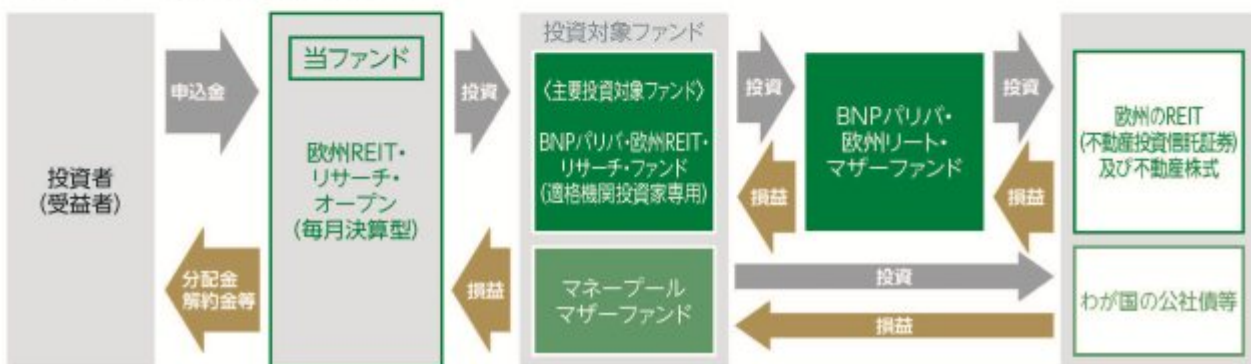 投資者
(受益者)
申込金
分配金
解約金等
当ファンド
欧州REIT・
リサーチ・
オープン
(毎月決算型)
投資
損益
投資対象ファンド
〈主要投資対象ファンド〉
BNPパリバ・欧州REIT・
リサーチ・ファンド
(適格機関投資家専用)
マネープール
マザーファンド
投資
損益
BNPパリバ・
欧州リート・
マザーファンド
投資
損益
欧州のREIT
(不動産投資信託証券)
及び不動産株式
投資
損益
わが国の公社債等